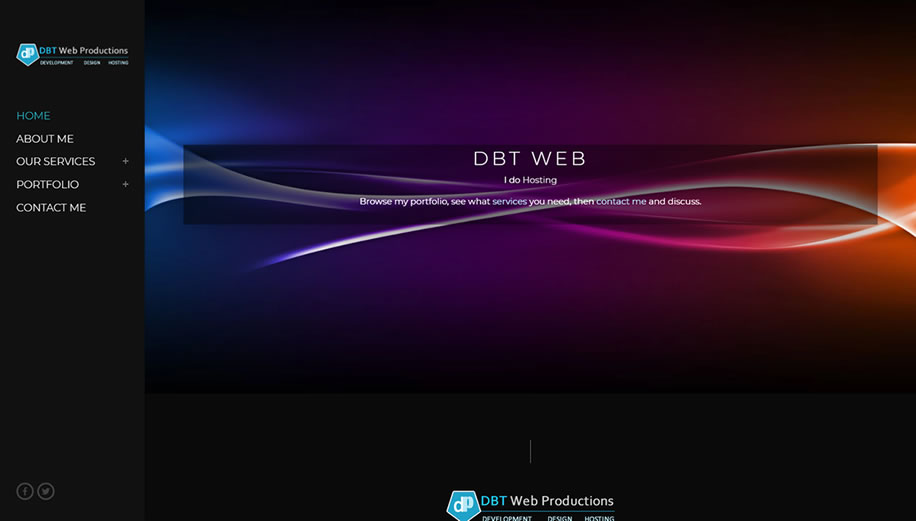 dp DBT Web Productions
DEVELOPMENT DESIGN HOSTING
HOME
ABOUT ME
OUR SERVICES +
PORTFOLIO +
CONTACT ME
DBT WEB
I do Hosting
Browse my portfolio, see what services you need, then contact me and discuss.
dp DBT Web Productions
DEVELOPMENT DESIGN HOSTING